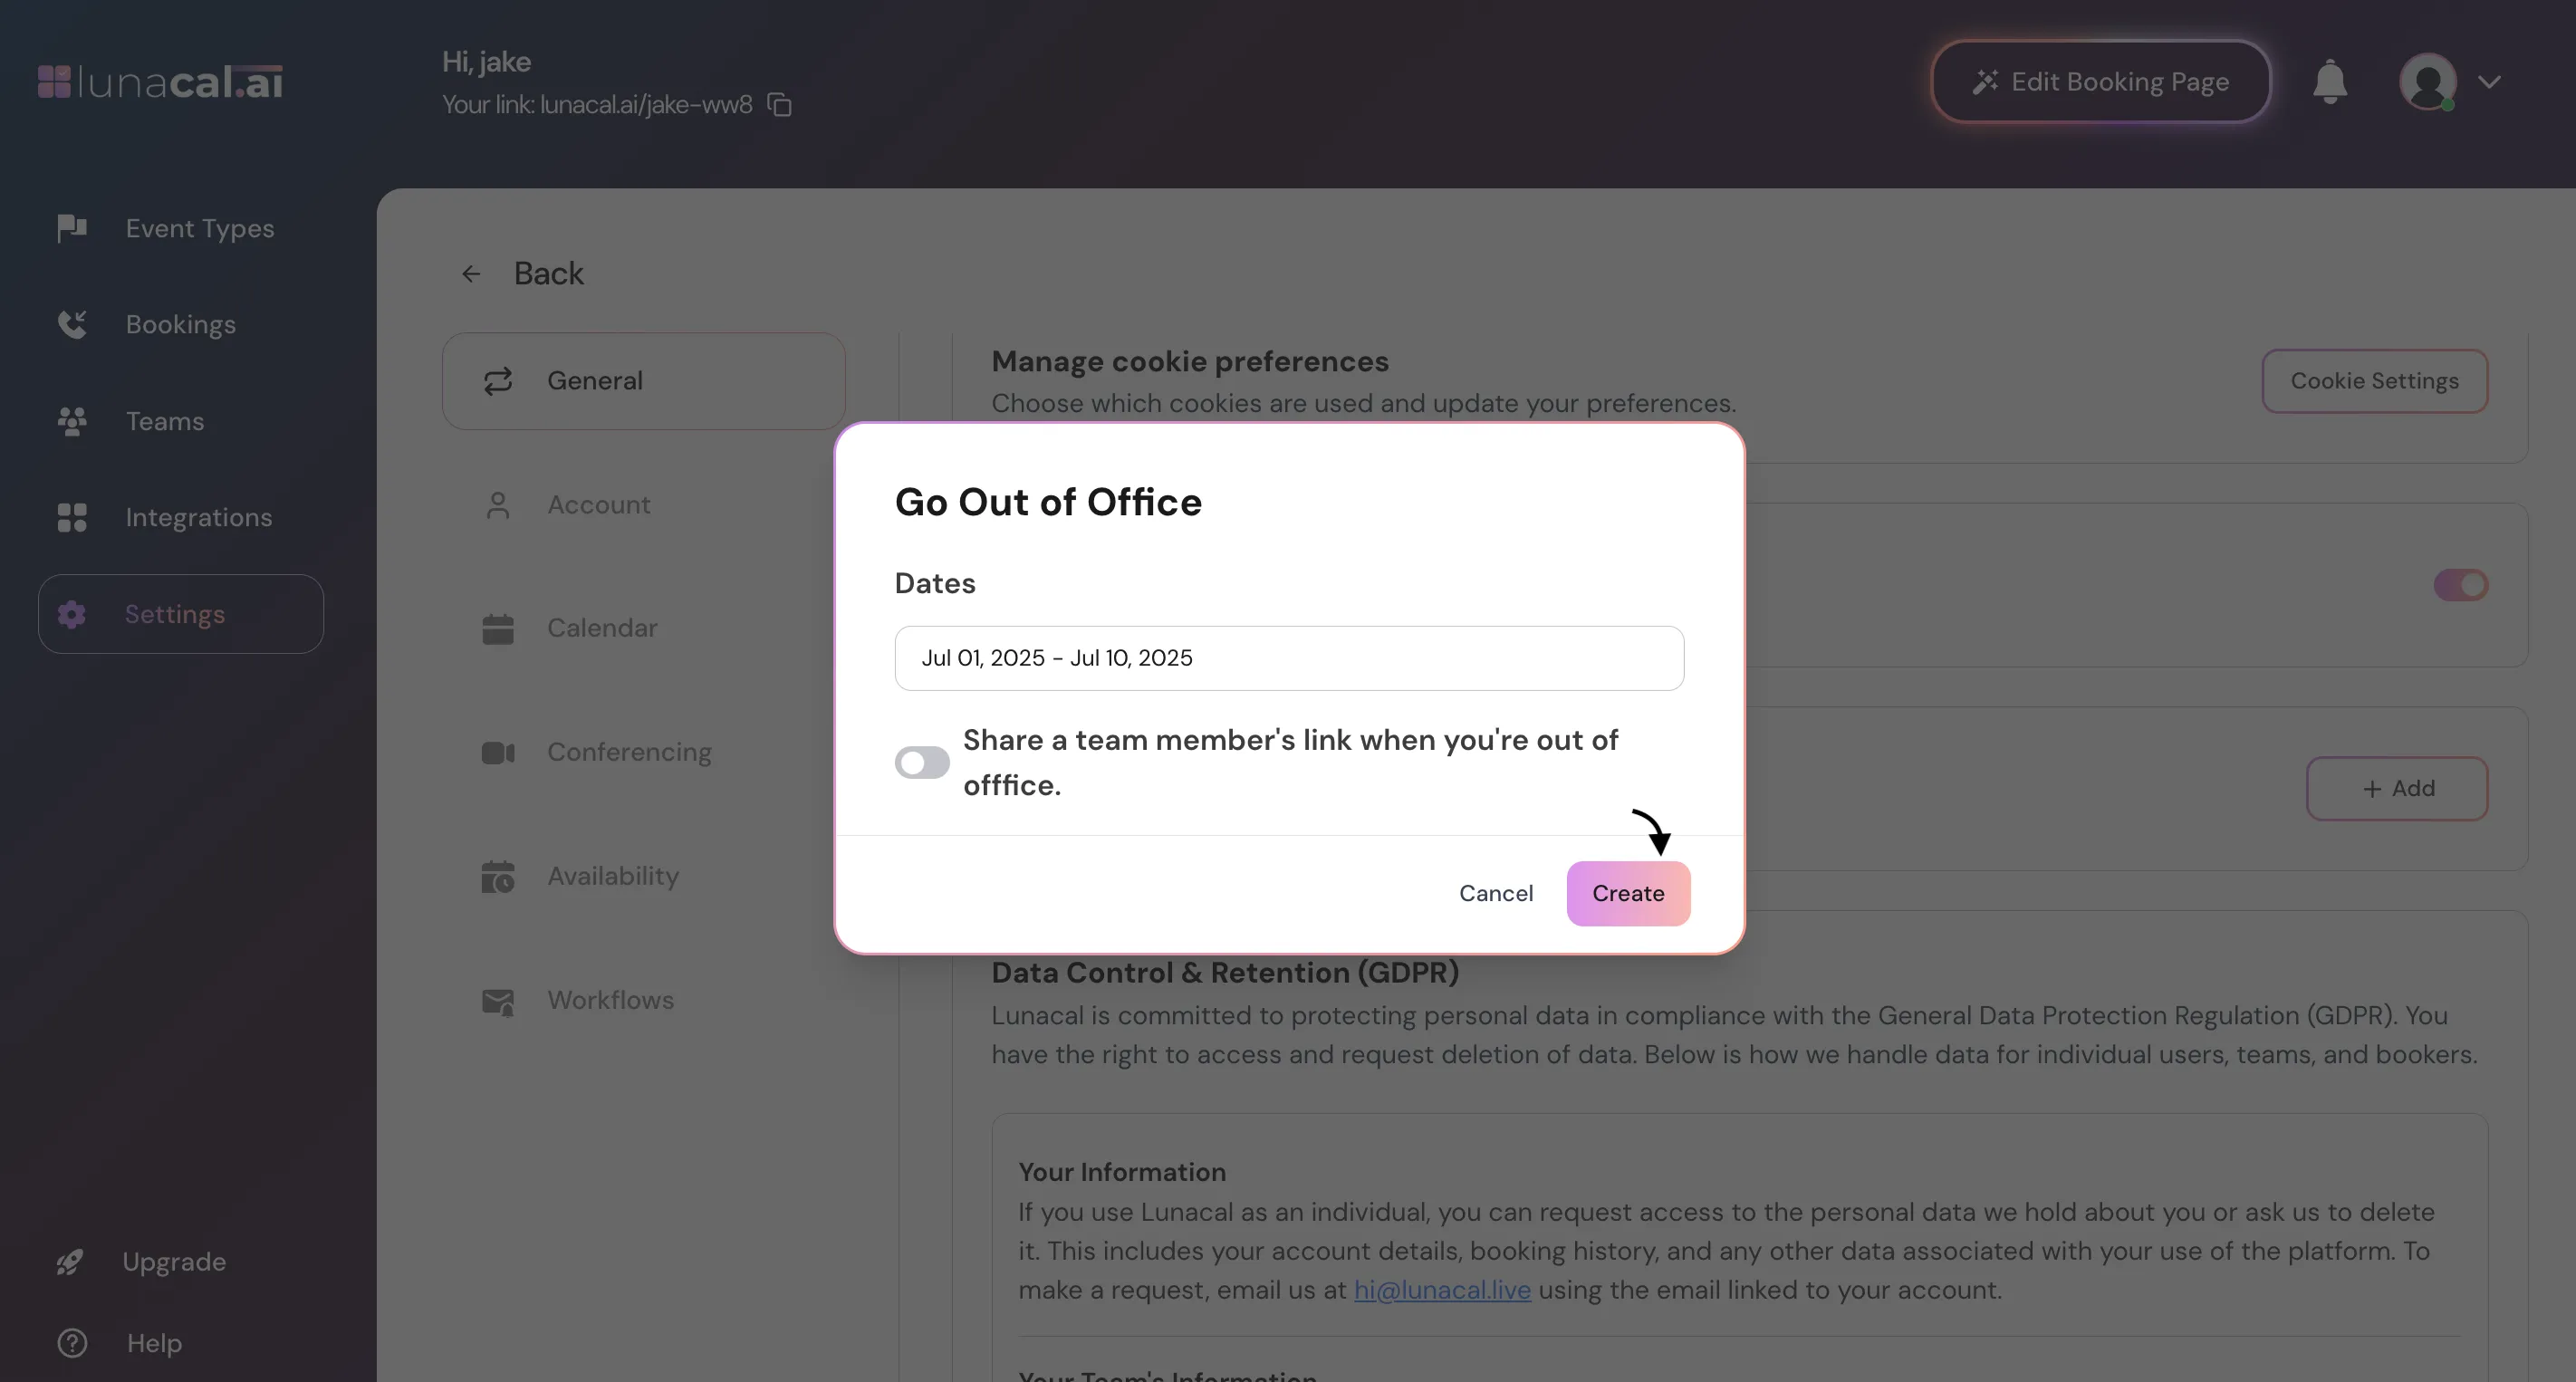 lunacal.ai
Hi, jake
Your link: lunacal.ai/jake-ww8
Edit Booking Page
Event Types
Bookings
Teams
Integrations
Settings
Upgrade
Help
Back
General
Account
Calendar
Conferencing
Availability
Workflows
Manage cookie preferences
Choose which cookies are used and update your preferences.
Cookie Settings
Go Out of Office
Dates
Jul 01, 2025 - Jul 10, 2025
Share a team member's link when you're out of
offfice.
Cancel
Create
+ Add
Data Control & Retention (GDPR)
Lunacal is committed to protecting personal data in compliance with the General Data Protection Regulation (GDPR). You
have the right to access and request deletion of data. Below is how we handle data for individual users, teams, and bookers.
Your Information
If you use Lunacal as an individual, you can request access to the personal data we hold about you or ask us to delete
it. This includes your account details, booking history, and any other data associated with your use of the platform. To
make a request, email us at hi@lunacal.live using the email linked to your account.
Your Team's Information